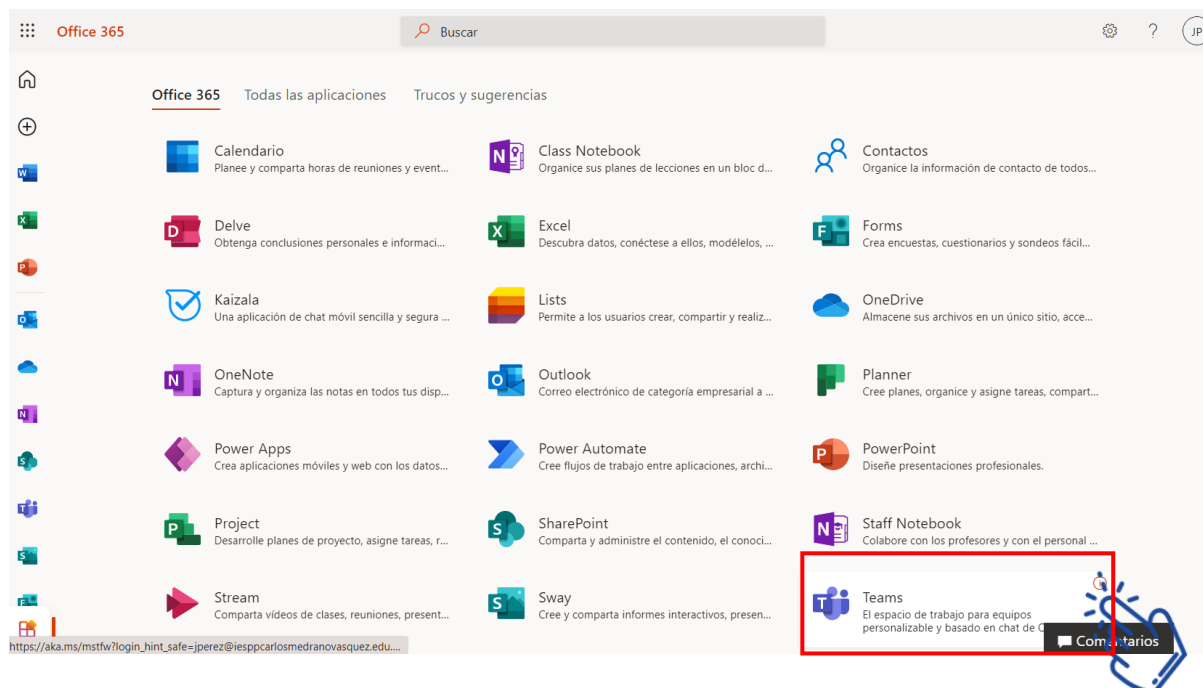 Office 365
Buscar
JP
Office 365 Todas las aplicaciones Trucos y sugerencias
Calendario
Planee y comparta horas de reuniones y event...
Class Notebook
Organice sus planes de lecciones en un bloc d...
Contactos
Organice la información de contacto de todos...
Delve
Obtenga conclusiones personales e informaci...
Excel
Descubra datos, conéctese a ellos, modélelos, ...
Forms
Crea encuestas, cuestionarios y sondeos fácil...
Kaizala
Una aplicación de chat móvil sencilla y segura ...
Lists
Permite a los usuarios crear, compartir y realiz...
OneDrive
Almacene sus archivos en un único sitio, acce...
OneNote
Captura y organiza las notas en todos tus disp...
Outlook
Correo electrónico de categoría empresarial a ...
Planner
Cree planes, organice y asigne tareas, compart...
Power Apps
Crea aplicaciones móviles y web con los datos...
Power Automate
Cree flujos de trabajo entre aplicaciones, archi...
PowerPoint
Diseñe presentaciones profesionales.
Project
Desarrolle planes de proyecto, asigne tareas, r...
SharePoint
Comparta y administre el contenido, el conoci...
Staff Notebook
Colabore con los profesores y con el personal ...
Stream
Comparta vídeos de clases, reuniones, present...
Sway
Cree y comparta informes interactivos, presen...
Teams
El espacio de trabajo para equipos
personalizable y basado en chat de
Comentarios
https://aka.ms/mstfw?login_hint_safe=jperez@iesppcarlosmedranovasquez.edu....